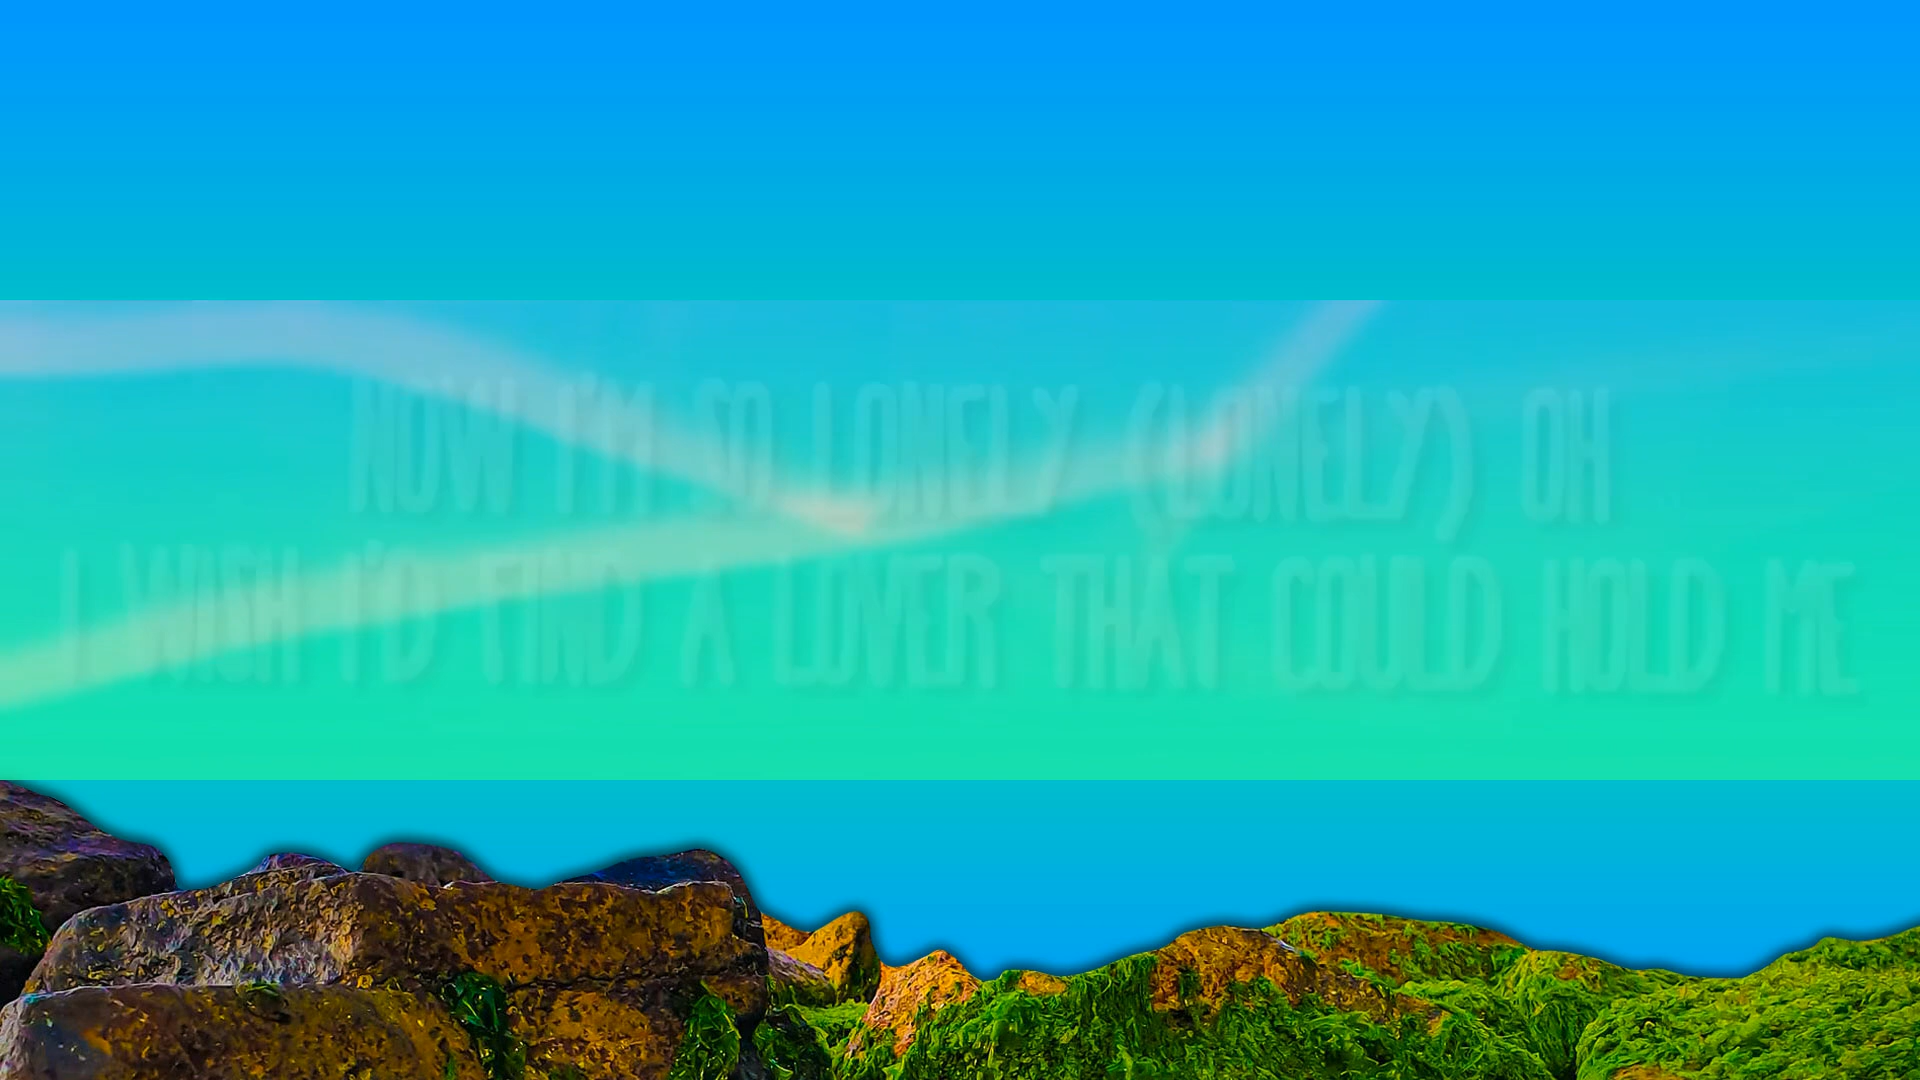 NOW I'M SO LONELY (LONELY) OH
I WISH I'D FIND A LOVER THAT COULD HOLD ME